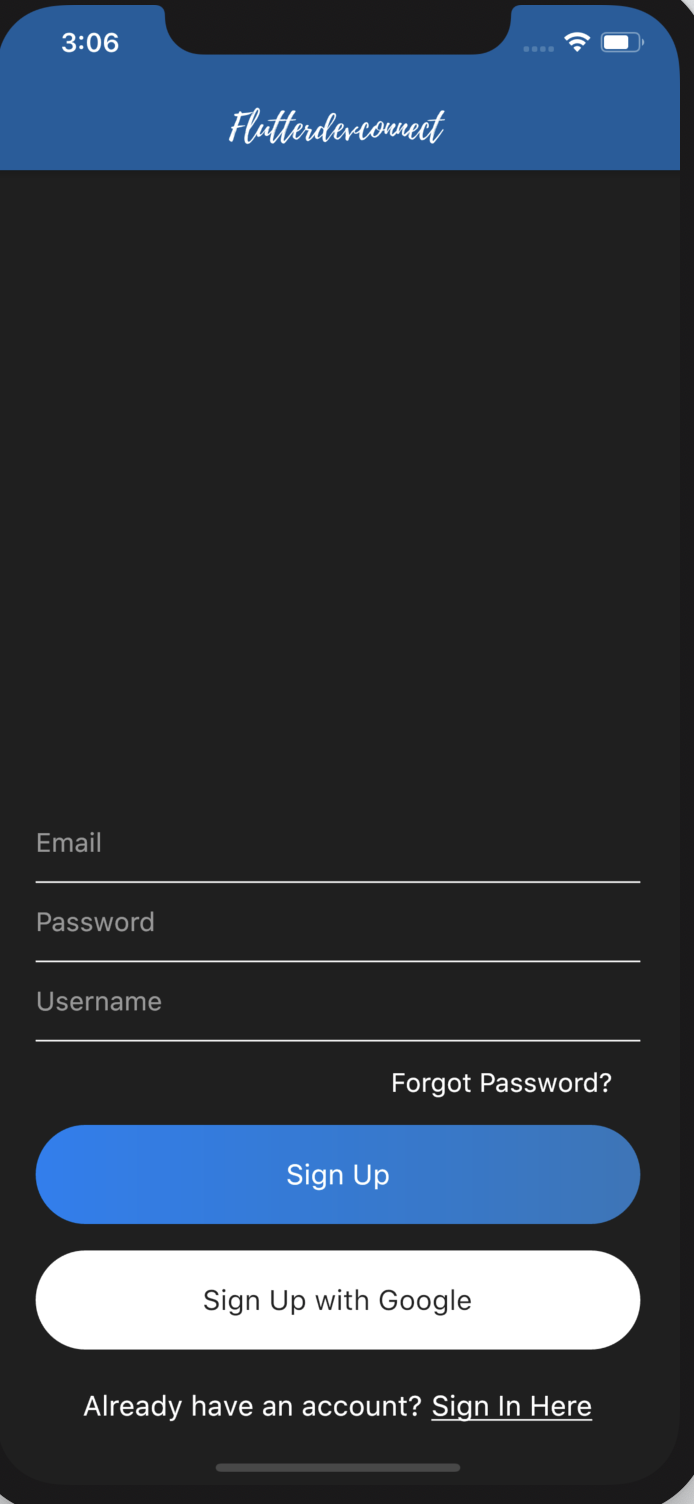 3:06
Flutterdevconnect
Email
Password
Username
Forgot Password?
Sign Up
Sign Up with Google
Already have an account? Sign In Here